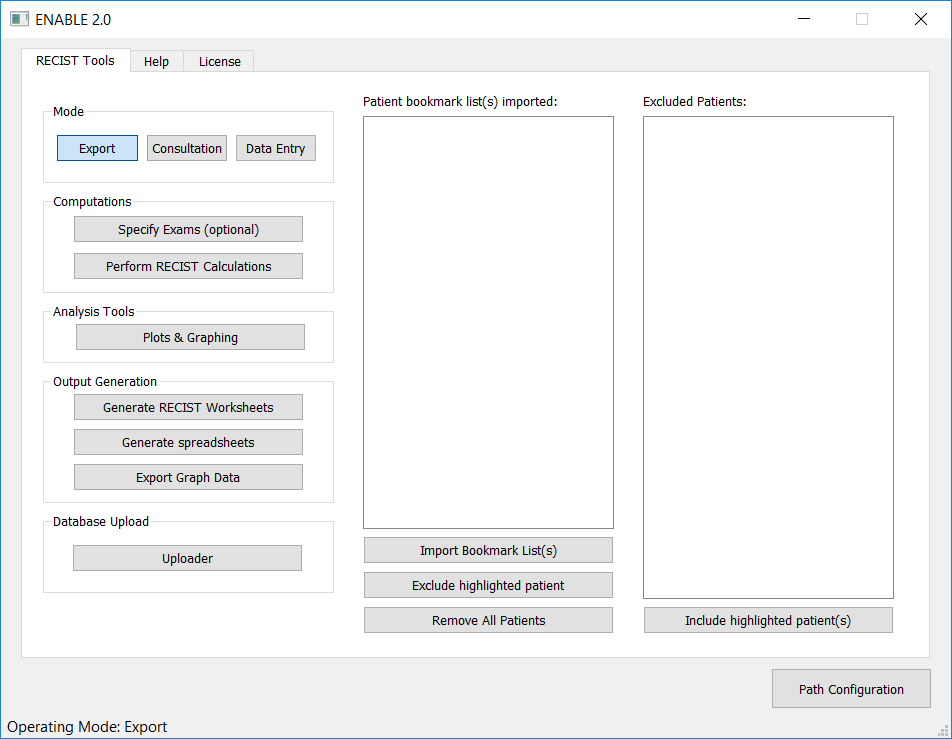 ENABLE 2.0
RECIST Tools
Help
License
Mode
Export
Consultation
Data Entry
Computations
Specify Exams (optional)
Perform RECIST Calculations
Analysis Tools
Plots & Graphing
Output Generation
Generate RECIST Worksheets
Generate spreadsheets
Export Graph Data
Database Upload
Uploader
Patient bookmark list(s) imported:
Import Bookmark List(s)
Exclude highlighted patient
Remove All Patients
Excluded Patients:
Include highlighted patient(s)
Path Configuration
Operating Mode: Export